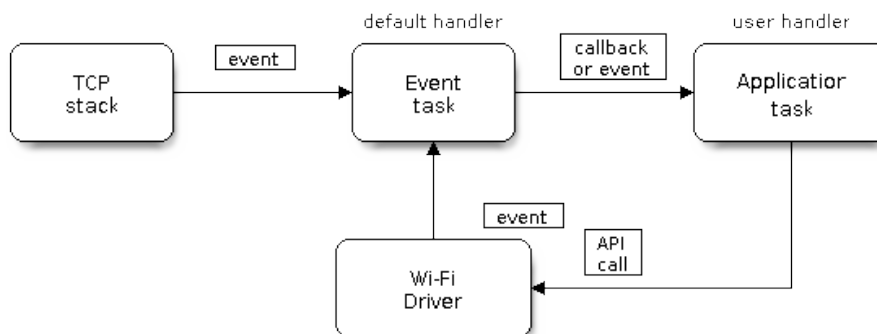 default handler
user handler
event
callback
or event
TCP
stack
Event
task
Application
task
event
API
call
Wi-Fi
Driver